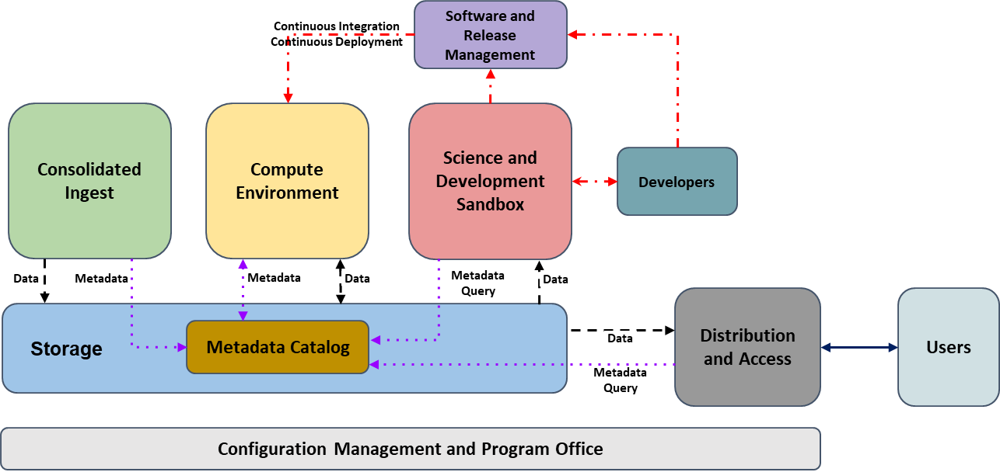 Software and
Release
Management
Continuous Integration
Continuous Deployment
Consolidated
Ingest
Compute
Environment
Science and
Development
Sandbox
Developers
Data
Metadata
Metadata
Data
Metadata
Query
Data
Storage
Metadata Catalog
Data
Metadata
Query
Distribution
and Access
Users
Configuration Management and Program Office